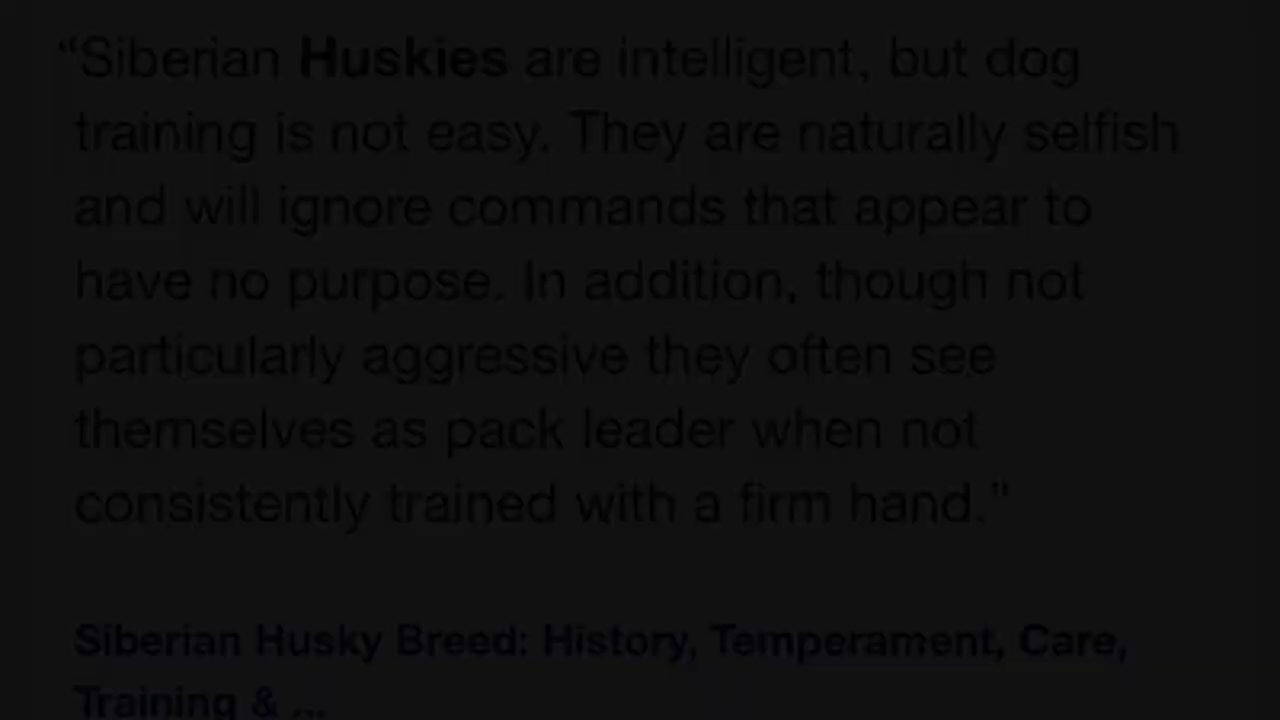 “Siberian Huskies are intelligent, but dog
training is not easy. They are naturally selfish
and will ignore commands that appear to
have no purpose. In addition, though not
particularly aggressive they often see
themselves as pack leader when not
consistently trained with a firm hand."
Siberian Husky Breed: History, Temperament, Care,
Training & ...